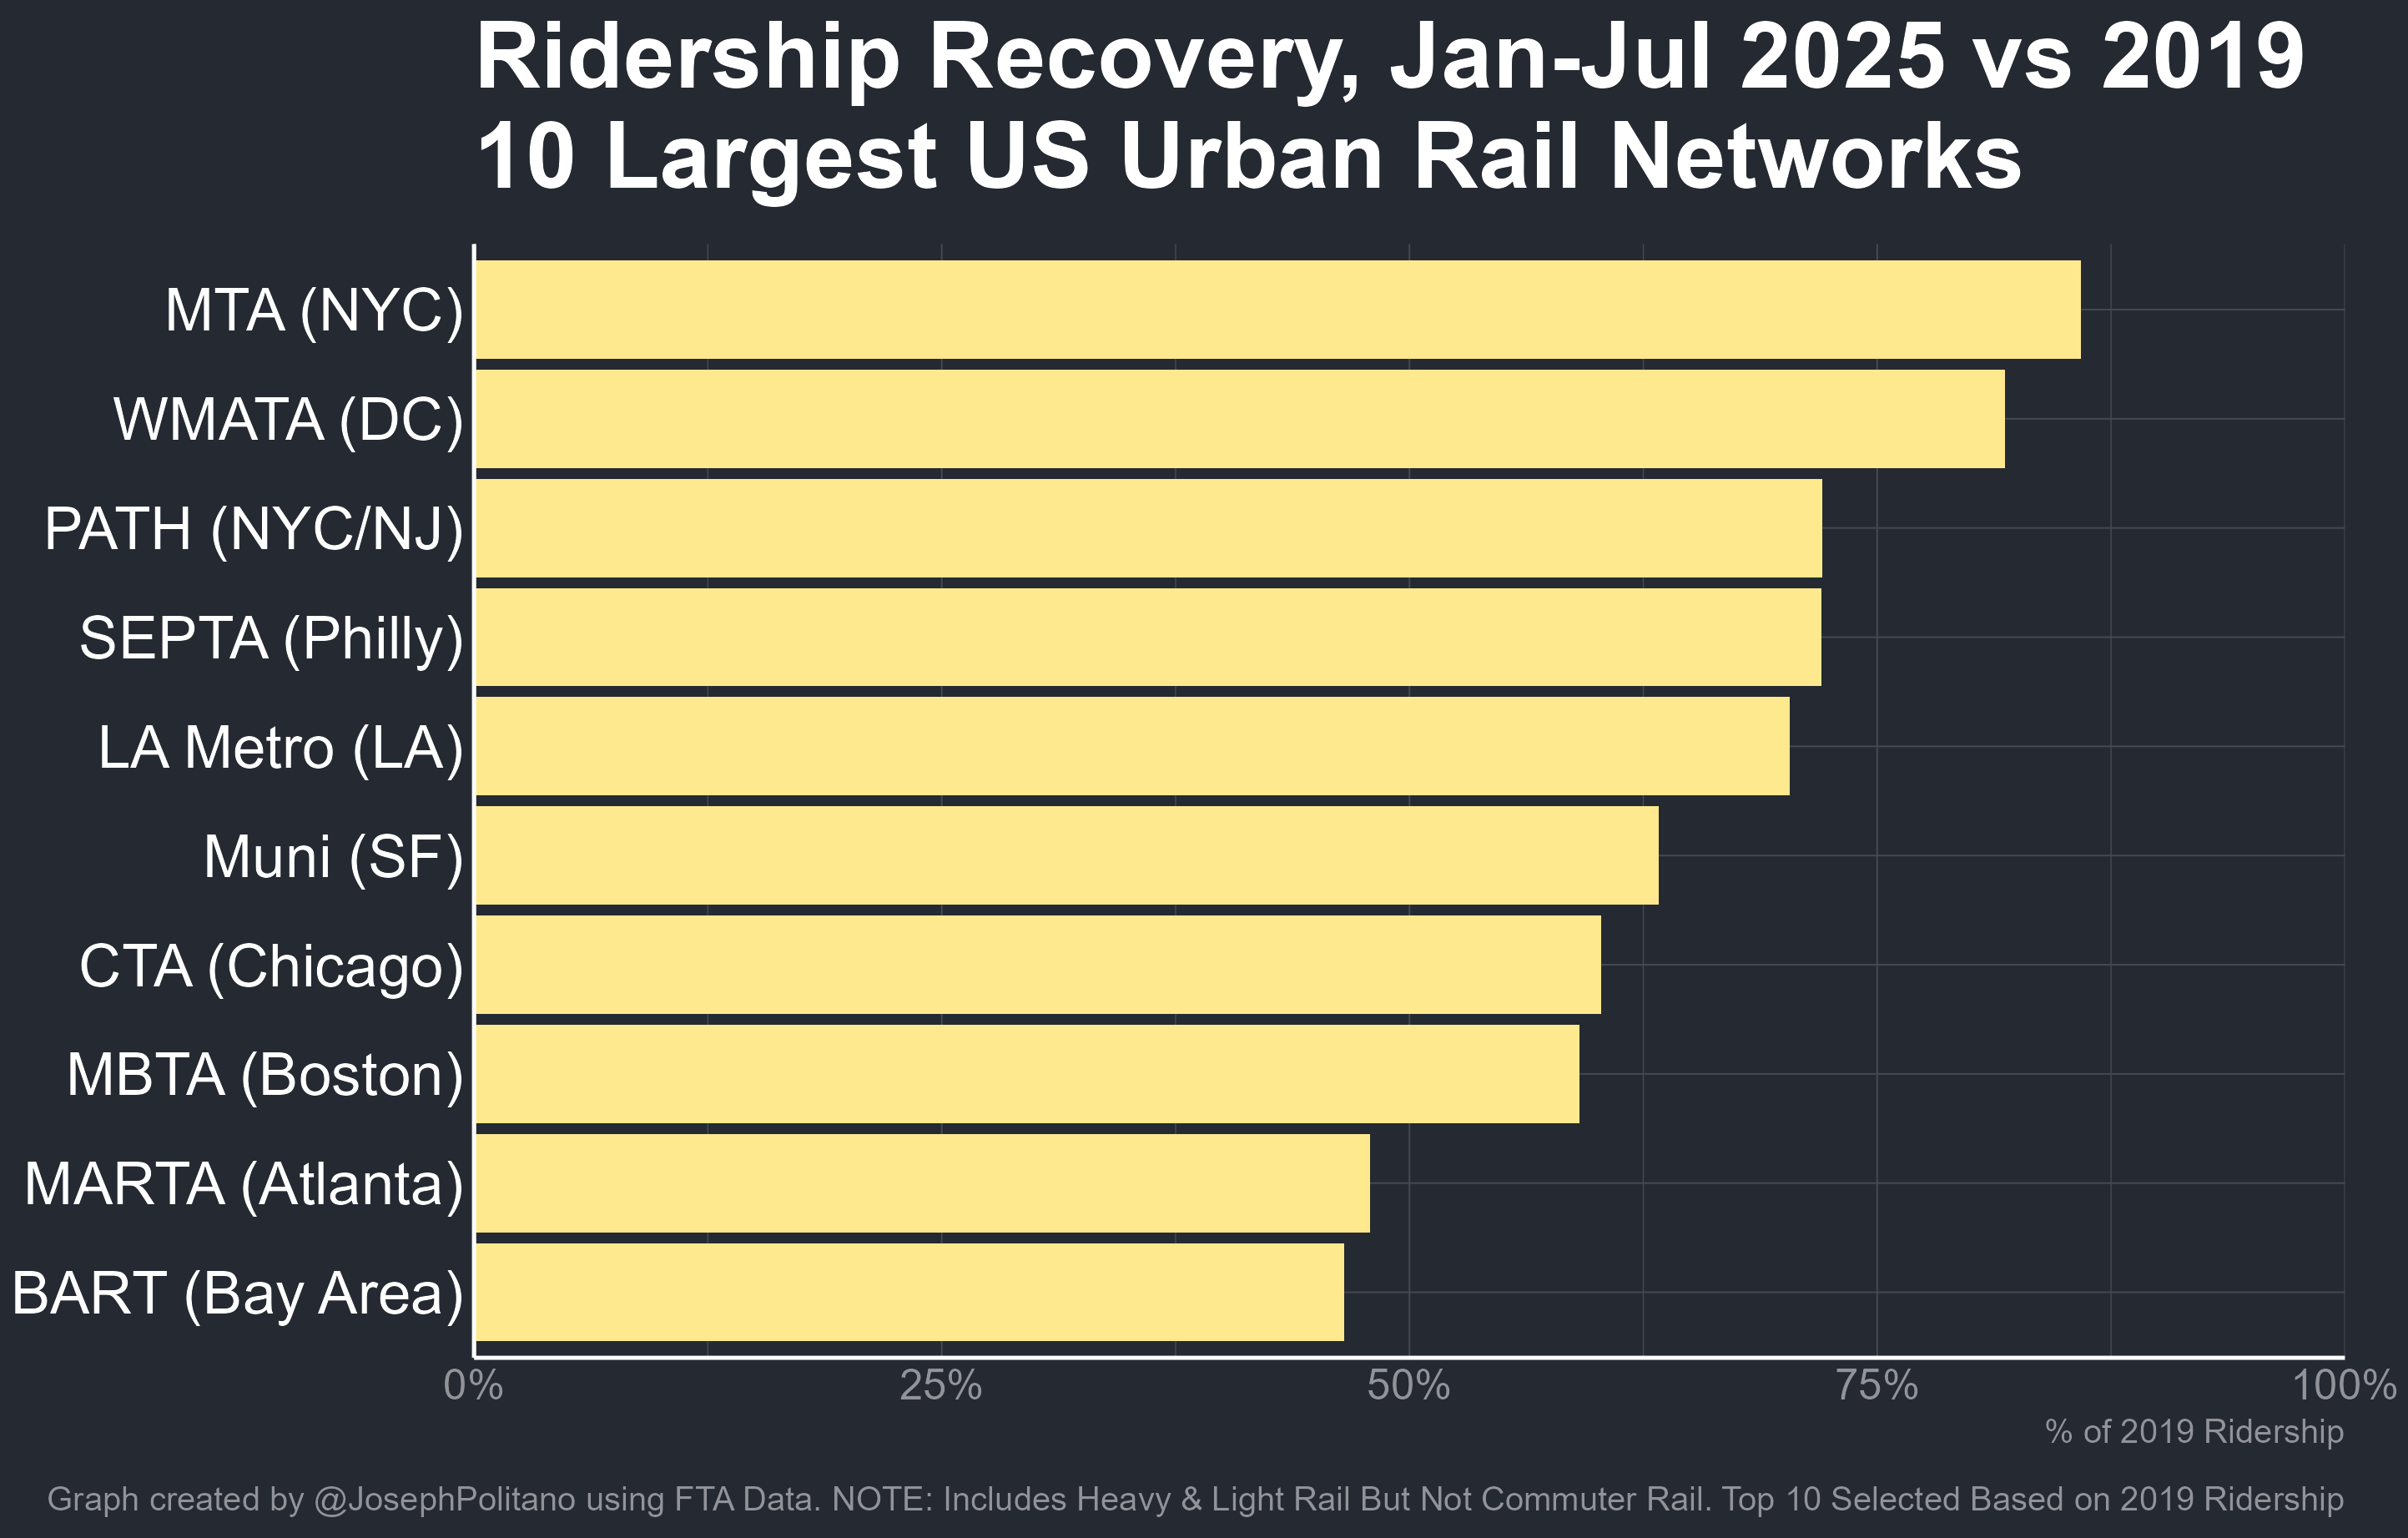 Ridership Recovery, Jan-Jul 2025 vs 2019
10 Largest US Urban Rail Networks
MTA (NYC)
WMATA (DC)
PATH (NYC/NJ)
SEPTA (Philly)
LA Metro (LA)
Muni (SF)
CTA (Chicago)
MBTA (Boston)
MARTA (Atlanta)
BART (Bay Area)
0% 25% 50% 75% 100%
% of 2019 Ridership
Graph created by @JosephPolitano using FTA Data. NOTE: Includes Heavy & Light Rail But Not Commuter Rail. Top 10 Selected Based on 2019 Ridership